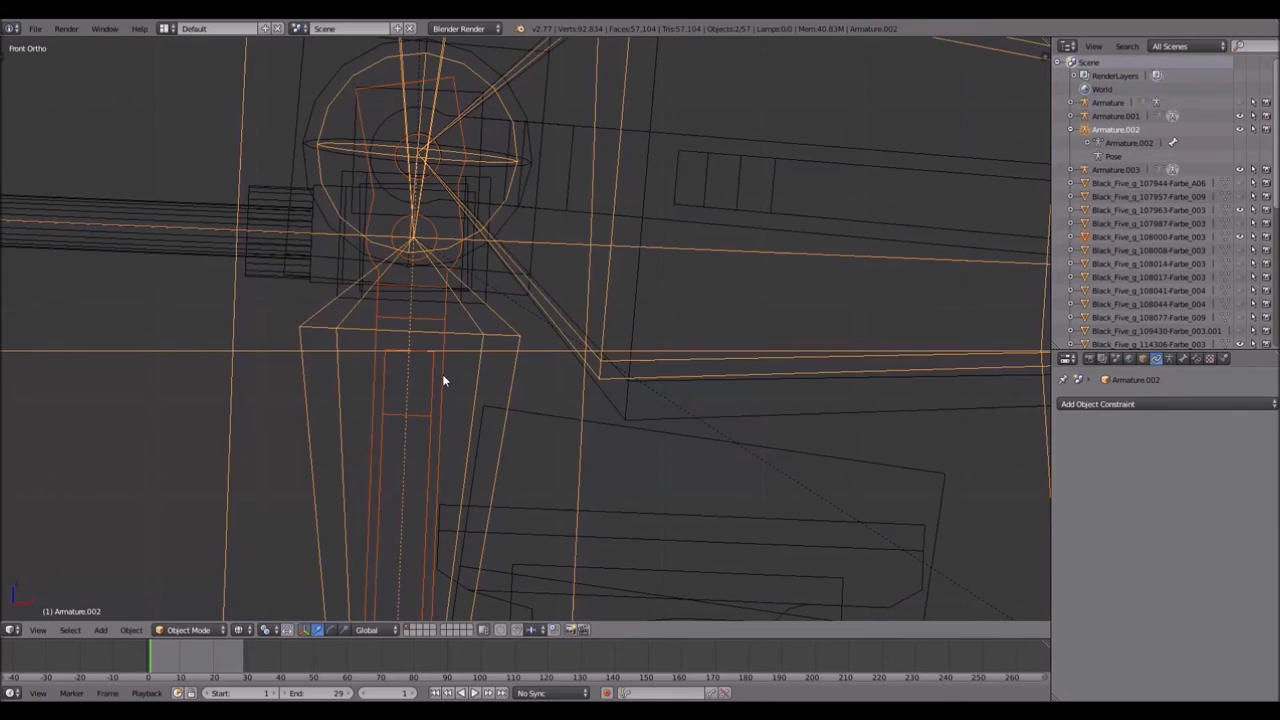 File Render Window Help Default Scene Blender Render v2.77 | Verts:92,834 | Faces:57,104 | Tris:57,104 | Objects:2/57 | Lamps:0/0 | Mem:40.83M | Armature.002
Front Ortho
View Search All Scenes
Scene
RenderLayers
World
Armature
Armature.001
Armature.002
Armature.002
Pose
Armature.003
Black_Five_g_107944-Farbe_A06
Black_Five_g_107957-Farbe_009
Black_Five_g_107963-Farbe_003
Black_Five_g_107987-Farbe_003
Black_Five_g_108000-Farbe_003
Black_Five_g_108008-Farbe_003
Black_Five_g_108014-Farbe_003
Black_Five_g_108017-Farbe_003
Black_Five_g_108041-Farbe_004
Black_Five_g_108044-Farbe_004
Black_Five_g_108077-Farbe_009
Black_Five_g_109430-Farbe_003.001
Black_Five_g_114306-Farbe_003
Armature.002
Add Object Constraint
(1) Armature.002
View Select Add Object Object Mode Global
-40 -30 -20 -10 0 10 20 30 40 50 60 70 80 90 100 110 120 130 140 150 160 170 180 190 200 210 220 230 240 250 260
View Marker Frame Playback Start: 1 End: 29 1 No Sync